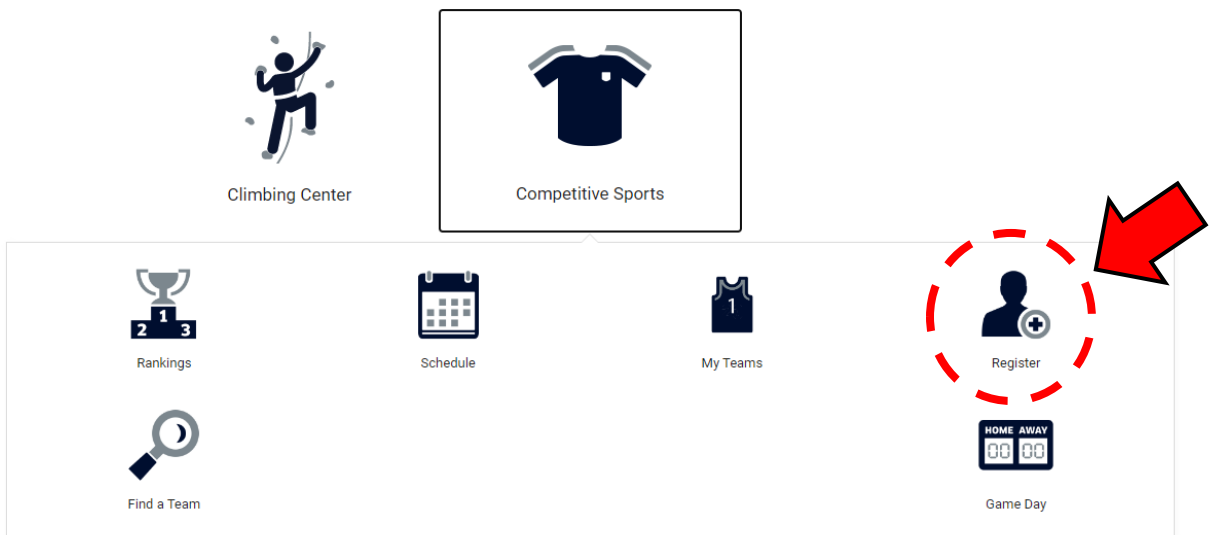 Climbing Center
Competitive Sports
1
2 3
1
Rankings
Schedule
My Teams
Register
HOME AWAY
00 00
Find a Team
Game Day